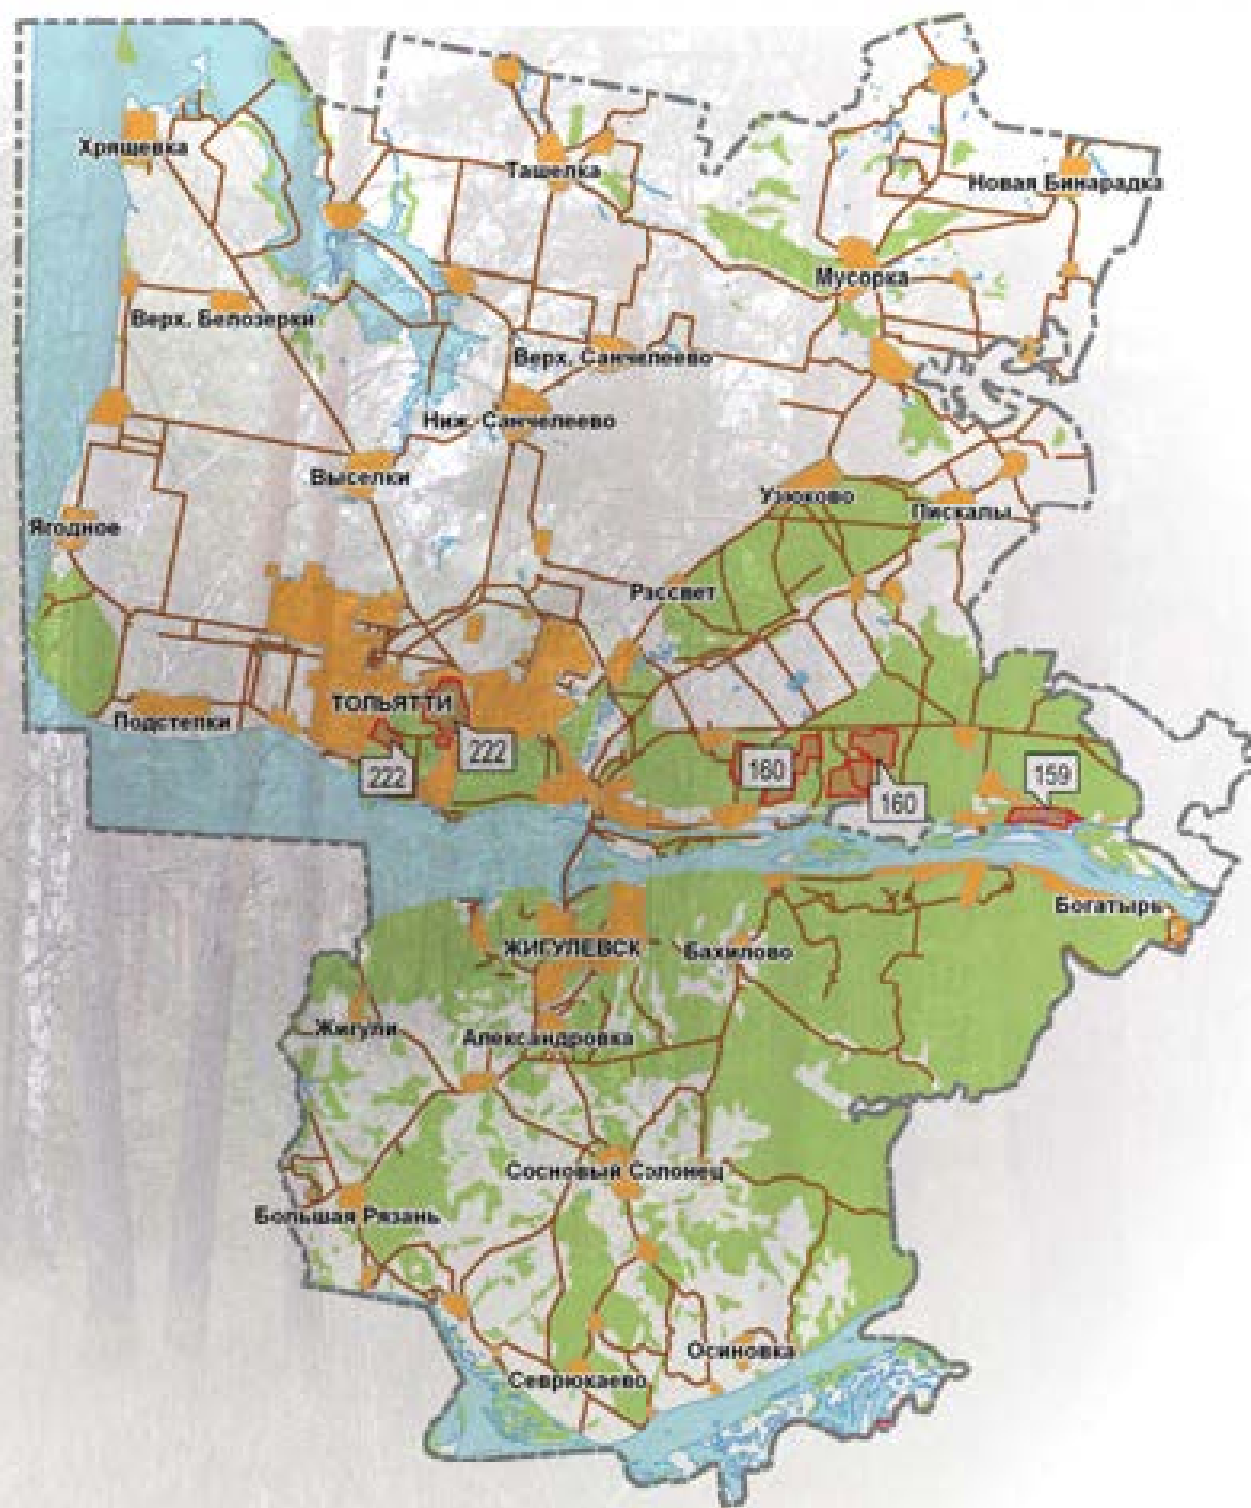 Хрящевка
Ташелка
Новая Бинарадка
Мусорка
Верх. Белозерки
Верх. Санчелеево
Ниж. Санчелеево
Выселки
Узюково
Пискалы
Ягодное
Рассвет
ТОЛЬЯТТИ
Подстепки
222
222
160
159
160
Богатырь
ЖИГУЛЕВСК
Бахилово
Жигули
Александровка
Сосновый Солонец
Большая Рязань
Осиновка
Севрюкаево